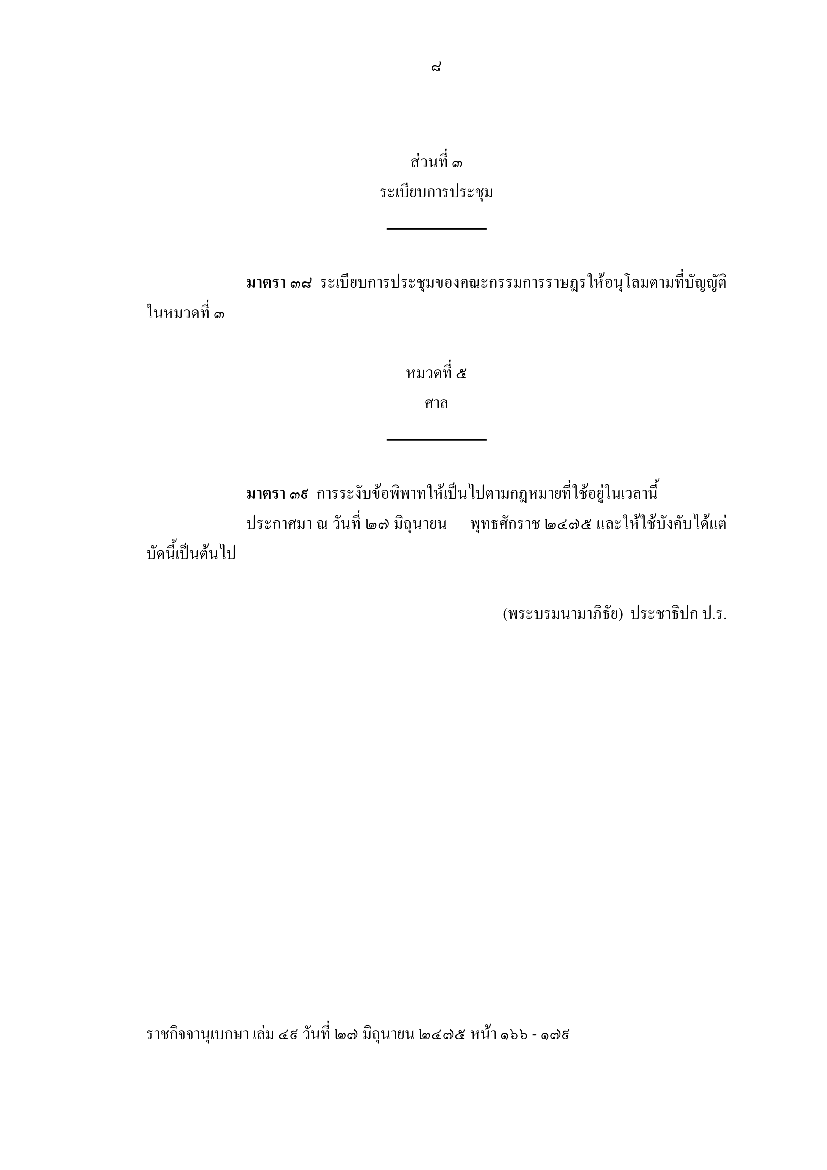 ๘
ส่วนที่ ๓
ระเบียบการประชุม
มาตรา ๓๘ ระเบียบการประชุมของคณะกรรมการราษฎรให้อนุโลมตามที่บัญญัติ
ในหมวดที่ ๓
หมวดที่ ๕
ศาล
มาตรา ๓๙ การระงับข้อพิพาทให้เป็นไปตามกฎหมายที่ใช้อยู่ในเวลานี้
ประกาศมา ณ วันที่ ๒๗ มิถุนายน พุทธศักราช ๒๔๗๕ และให้ใช้บังคับได้แต่
บัดนี้เป็นต้นไป
(พระบรมนามาภิธัย) ประชาธิปก ป.ร.
ราชกิจจานุเบกษา เล่ม ๔๙ วันที่ ๒๗ มิถุนายน ๒๔๗๕ หน้า ๑๖๖ - ๑๗๙